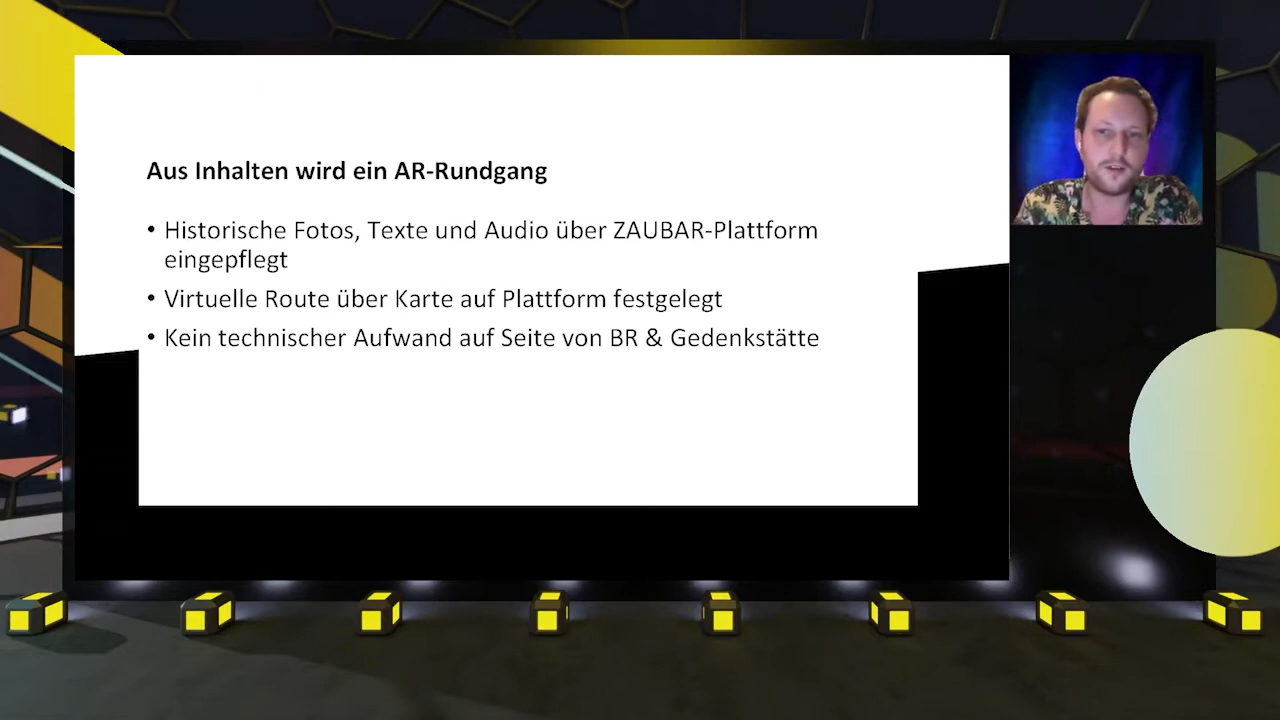 Aus Inhalten wird ein AR-Rundgang
• Historische Fotos, Texte und Audio über ZAUBAR-Plattform
eingepflegt
• Virtuelle Route über Karte auf Plattform festgelegt
• Kein technischer Aufwand auf Seite von BR & Gedenkstätte